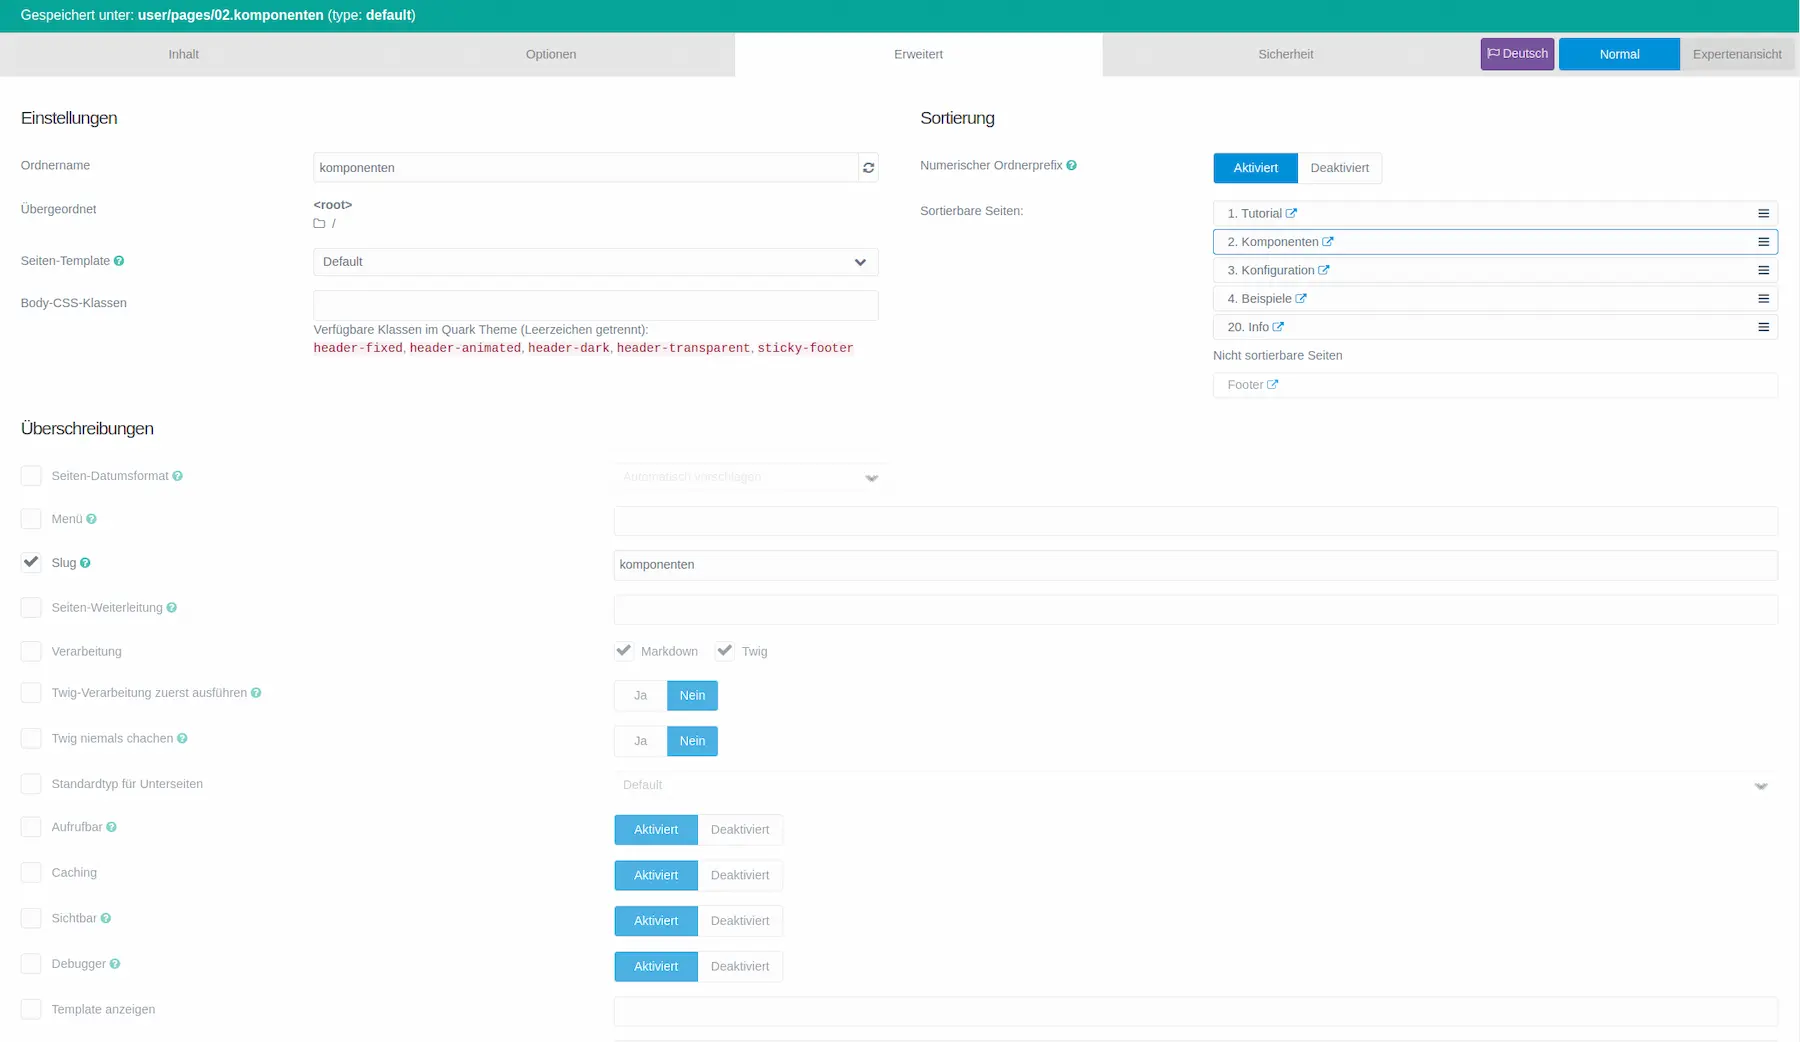 Gespeichert unter: user/pages/02.komponenten (type: default)
Inhalt Optionen Erweitert Sicherheit Deutsch Normal Expertenansicht
Einstellungen
Ordnername komponenten
Übergeordnet <root>
/
Seiten-Template Default
Body-CSS-Klassen
Verfügbare Klassen im Quark Theme (Leerzeichen getrennt):
header-fixed, header-animated, header-dark, header-transparent, sticky-footer
Sortierung
Numerischer Ordnerprefix Aktiviert Deaktiviert
Sortierbare Seiten:
1. Tutorial
2. Komponenten
3. Konfiguration
4. Beispiele
20. Info
Nicht sortierbare Seiten
Footer
Überschreibungen
Seiten-Datumsformat Automatisch vorschlagen
Menü
Slug komponenten
Seiten-Weiterleitung
Verarbeitung Markdown Twig
Twig-Verarbeitung zuerst ausführen Ja Nein
Twig niemals chachen Ja Nein
Standardtyp für Unterseiten Default
Aufrufbar Aktiviert Deaktiviert
Caching Aktiviert Deaktiviert
Sichtbar Aktiviert Deaktiviert
Debugger Aktiviert Deaktiviert
Template anzeigen